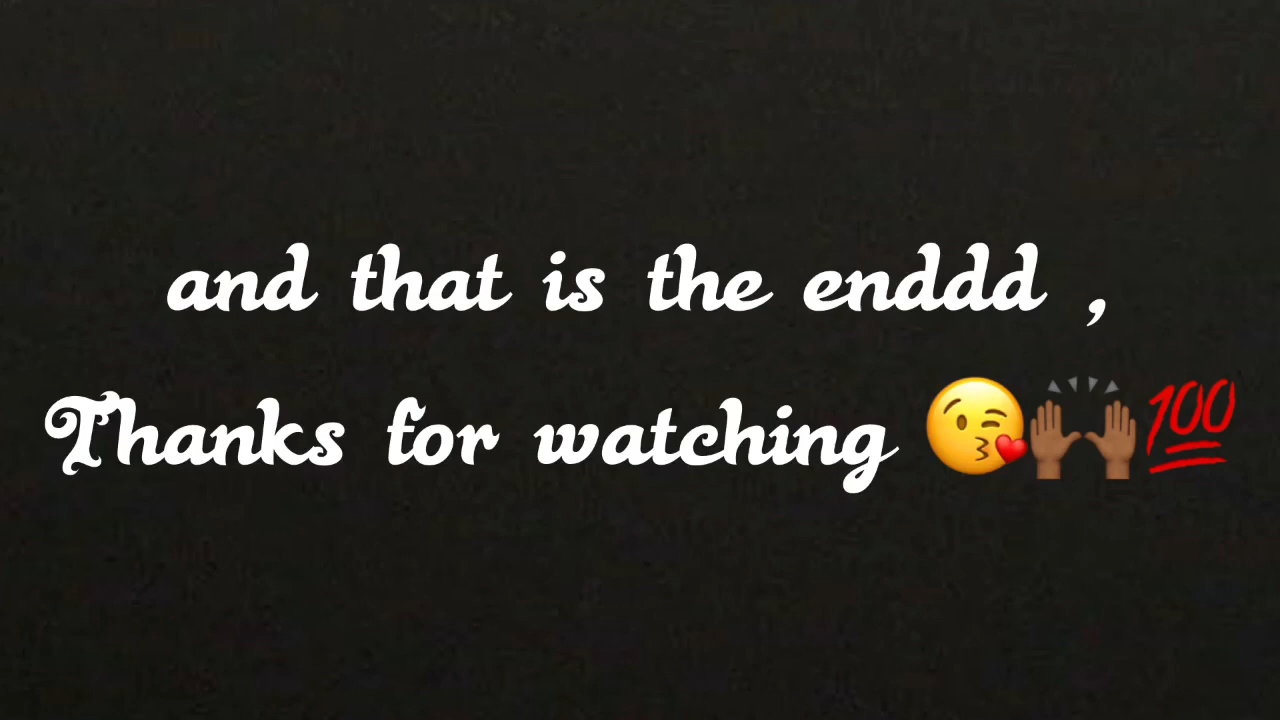 and that is the enddd ,
Thanks for watching 😘🙌🏾💯